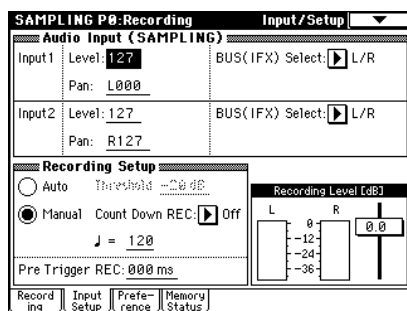 SAMPLING P0:Recording Input/Setup
Audio Input (SAMPLING)
Input1 Level: 127 BUS(IFX) Select: L/R
Pan: L000
Input2 Level: 127 BUS(IFX) Select: L/R
Pan: R127
Recording Setup
Auto Threshold -20 dB
Manual Count Down REC: Off
♩ = 120
Pre Trigger REC: 000 ms
Recording Level [dB]
L R
0
-12
-24
-36
0.0
Record ing Input Setup Prefe- rence Memory Status